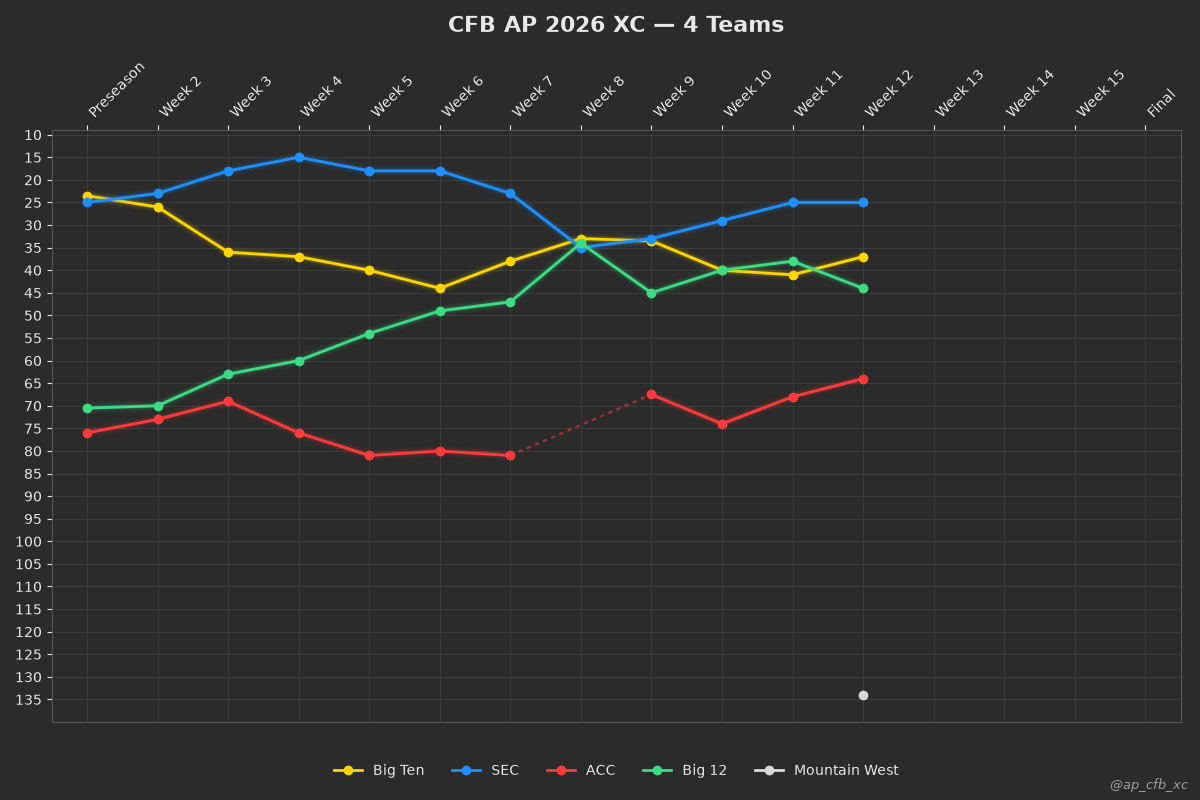 CFB AP 2026 XC — 4 Teams
Preseason
Week 2
Week 3
Week 4
Week 5
Week 6
Week 7
Week 8
Week 9
Week 10
Week 11
Week 12
Week 13
Week 14
Week 15
Final
10
15
20
25
30
35
40
45
50
55
60
65
70
75
80
85
90
95
100
105
110
115
120
125
130
135
Big Ten
SEC
ACC
Big 12
Mountain West
@ap_cfb_xc